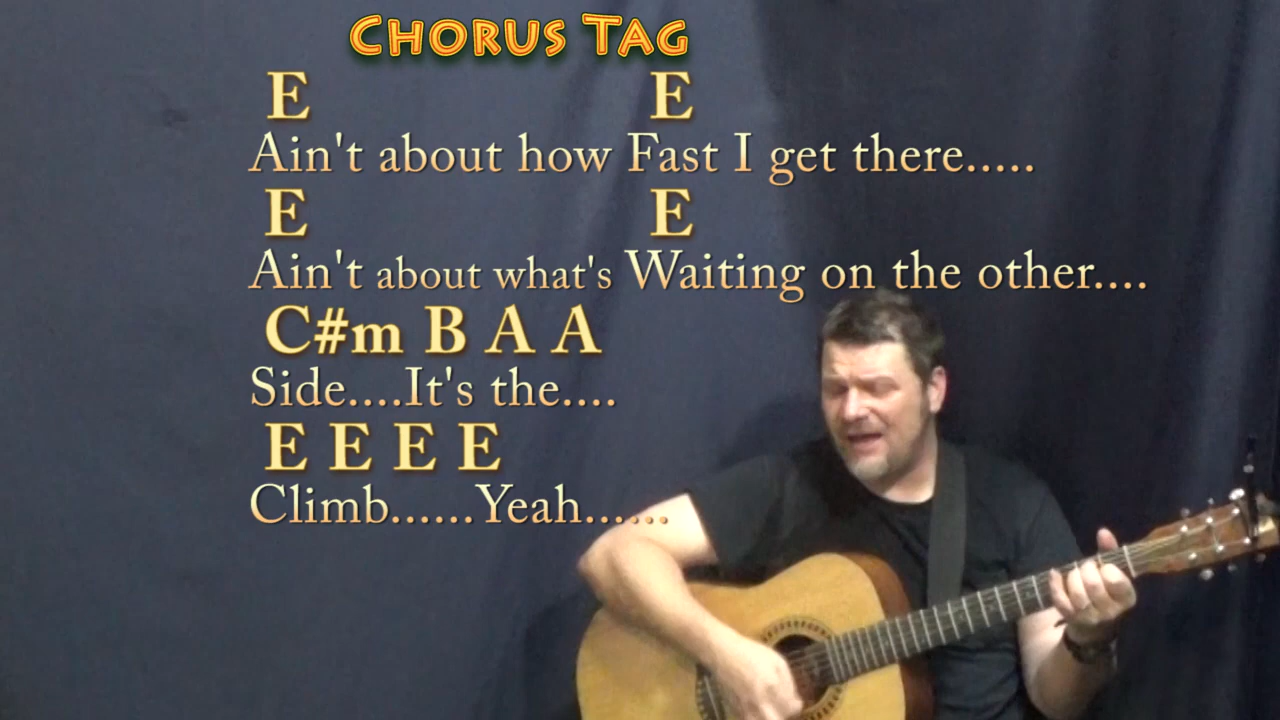 CHORUS TAG
E E
Ain't about how Fast I get there.....
E E
Ain't about what's Waiting on the other....
C#m B A A
Side....It's the....
E E E E
Climb......Yeah......